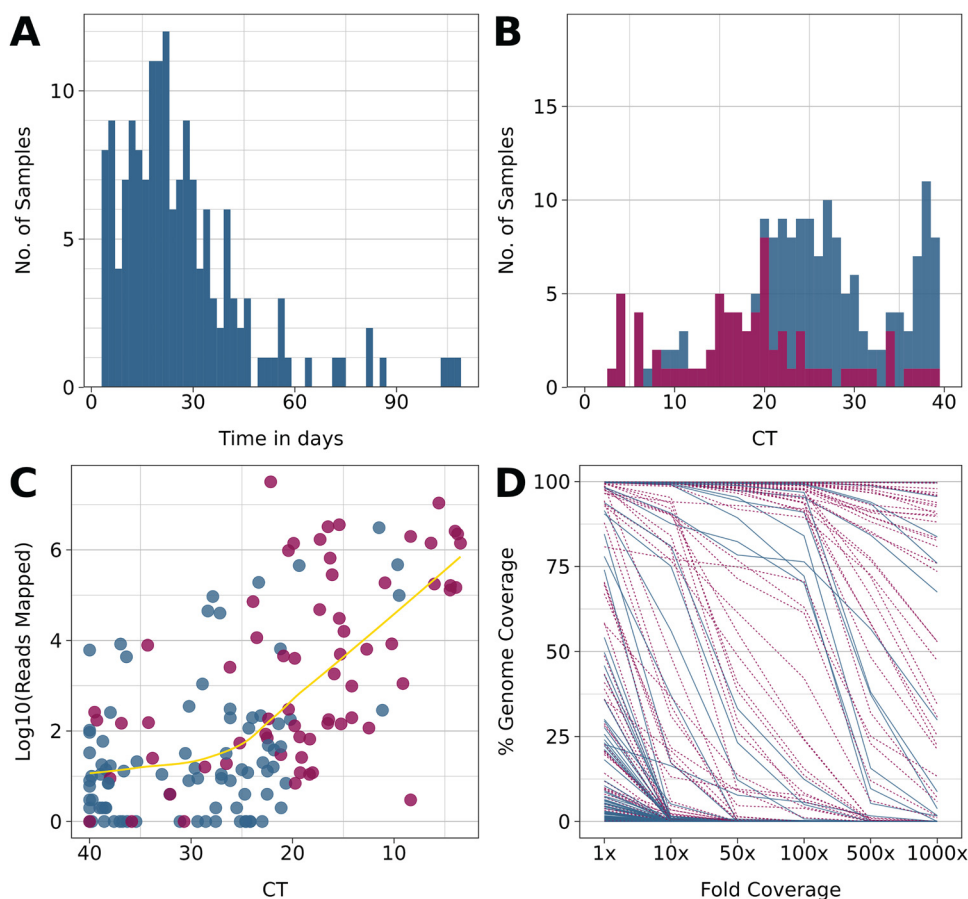 A
No. of Samples
10
5
0
0 30 60 90
Time in days
B
No. of Samples
15
10
5
0
0 10 20 30 40
CT
C
Log10(Reads Mapped)
6
4
2
0
40 30 20 10
CT
D
% Genome Coverage
100
75
50
25
0
1x 10x 50x 100x 500x 1000x
Fold Coverage